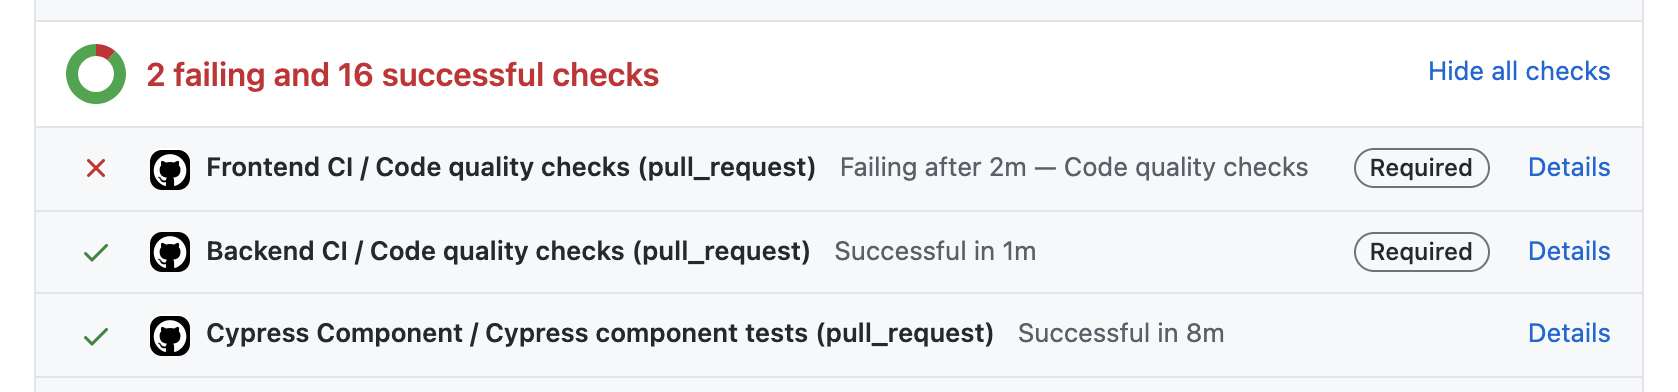 2 failing and 16 successful checks Hide all checks
Frontend CI / Code quality checks (pull_request) Failing after 2m — Code quality checks Required Details
Backend CI / Code quality checks (pull_request) Successful in 1m Required Details
Cypress Component / Cypress component tests (pull_request) Successful in 8m Details